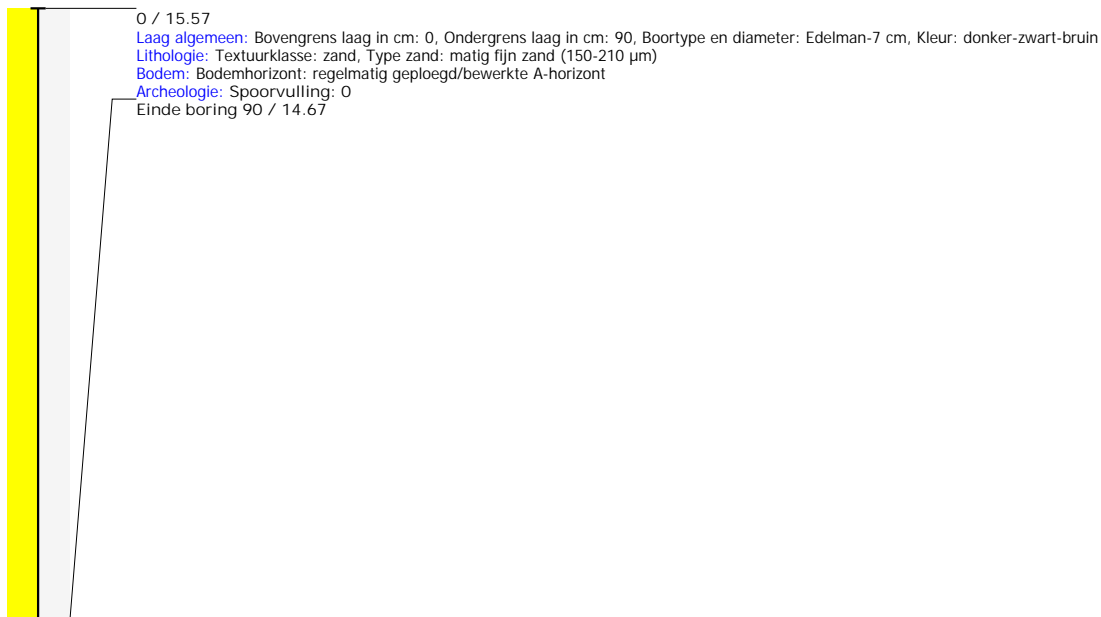 0 / 15.57
Laag algemeen: Bovengrens laag in cm: 0, Ondergrens laag in cm: 90, Boortype en diameter: Edelman-7 cm, Kleur: donker-zwart-bruin
Lithologie: Textuurklasse: zand, Type zand: matig fijn zand (150-210 µm)
Bodem: Bodemhorizont: regelmatig geploegd/bewerkte A-horizont
Archeologie: Spoorvulling: 0
Einde boring 90 / 14.67